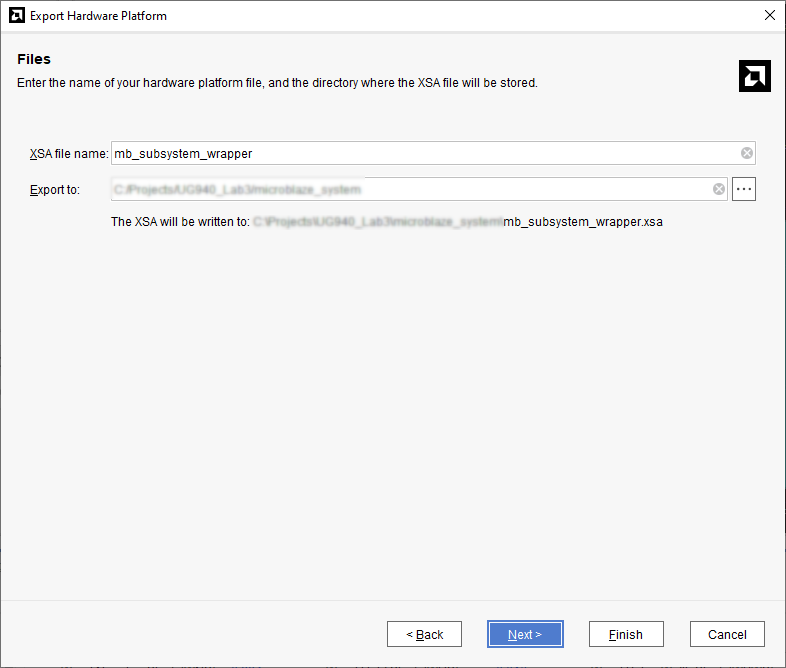 Export Hardware Platform
Files
Enter the name of your hardware platform file, and the directory where the XSA file will be stored.
XSA file name: mb_subsystem_wrapper
Export to: C:/Projects/UG940_Lab3/microblaze_system
The XSA will be written to: C:\Projects\UG940_Lab3\microblaze_system\mb_subsystem_wrapper.xsa
< Back Next > Finish Cancel